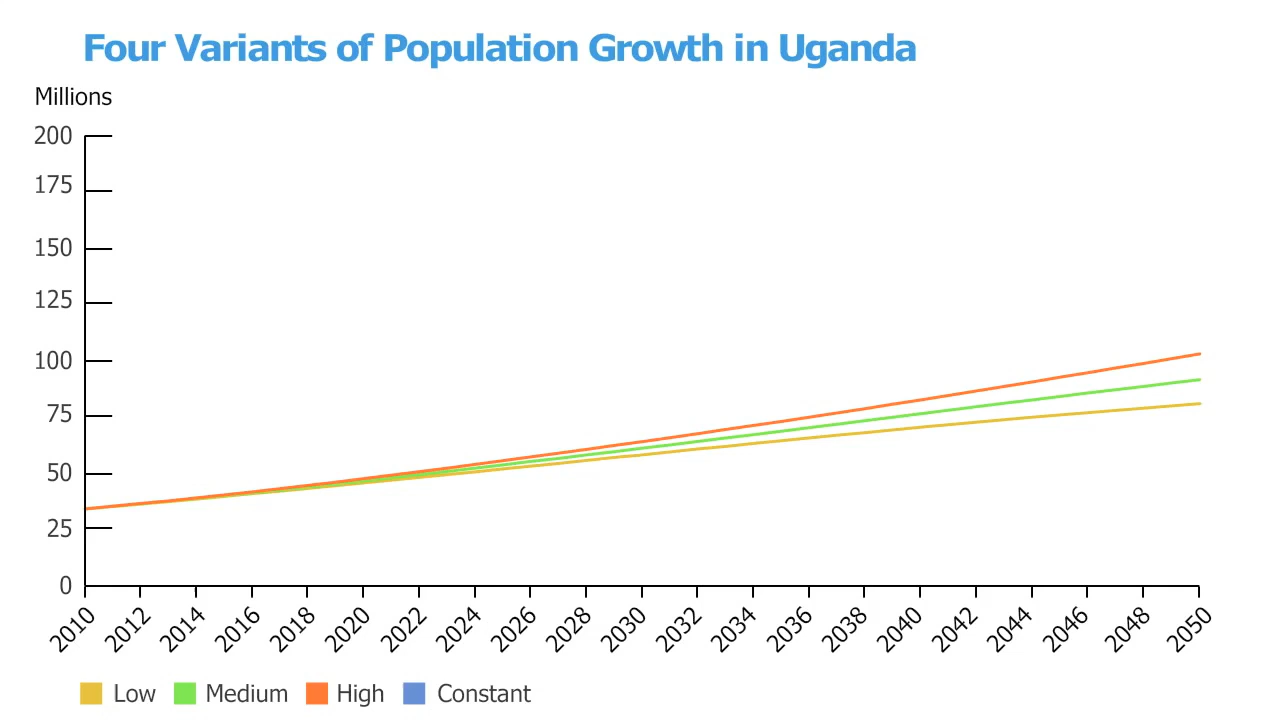 Four Variants of Population Growth in Uganda
Millions
200
175
150
125
100
75
50
25
0
2010 2012 2014 2016 2018 2020 2022 2024 2026 2028 2030 2032 2034 2036 2038 2040 2042 2044 2046 2048 2050
Low Medium High Constant